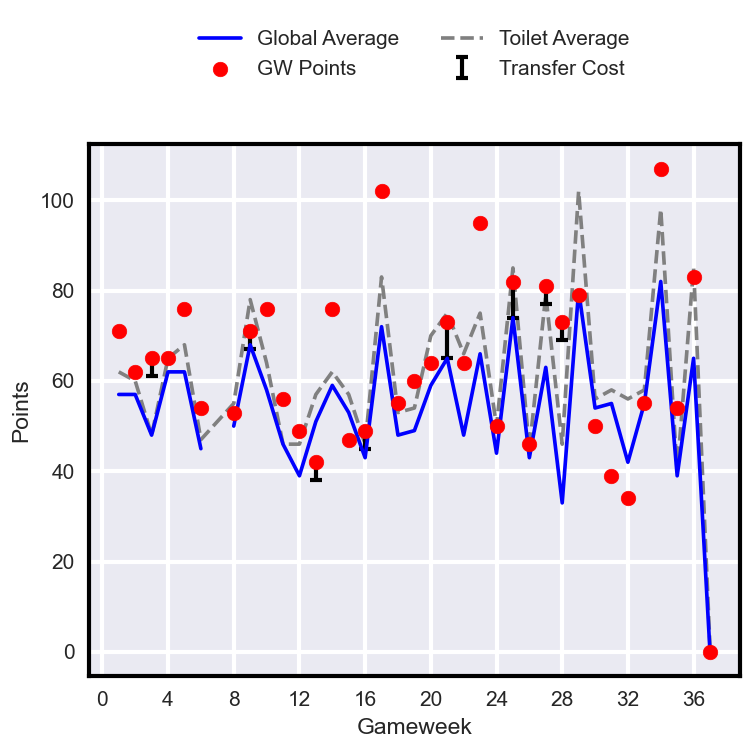 Global Average
Toilet Average
GW Points
Transfer Cost
Points
100
80
60
40
20
0
0 4 8 12 16 20 24 28 32 36
Gameweek